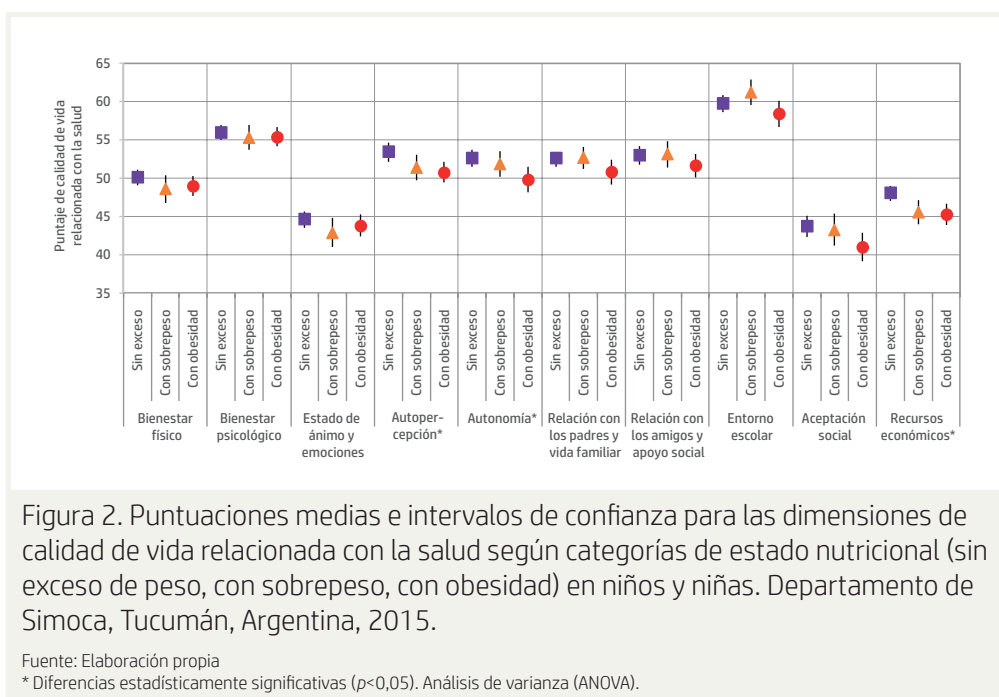 Puntaje de calidad de vida
relacionada con la salud
65
60
55
50
45
40
35
Sin exceso
Con sobrepeso
Con obesidad
Sin exceso
Con sobrepeso
Con obesidad
Sin exceso
Con sobrepeso
Con obesidad
Sin exceso
Con sobrepeso
Con obesidad
Sin exceso
Con sobrepeso
Con obesidad
Sin exceso
Con sobrepeso
Con obesidad
Sin exceso
Con sobrepeso
Con obesidad
Sin exceso
Con sobrepeso
Con obesidad
Sin exceso
Con sobrepeso
Con obesidad
Sin exceso
Con sobrepeso
Con obesidad
Bienestar
físico
Bienestar
psicológico
Estado de
ánimo y
emociones
Autoper-
cepción*
Autonomía*
Relación con
los padres y
vida familiar
Relación con
los amigos y
apoyo social
Entorno
escolar
Aceptación
social
Recursos
económicos*
Figura 2. Puntuaciones medias e intervalos de confianza para las dimensiones de
calidad de vida relacionada con la salud según categorías de estado nutricional (sin
exceso de peso, con sobrepeso, con obesidad) en niños y niñas. Departamento de
Simoca, Tucumán, Argentina, 2015.
Fuente: Elaboración propia
* Diferencias estadísticamente significativas (p<0,05). Análisis de varianza (ANOVA).